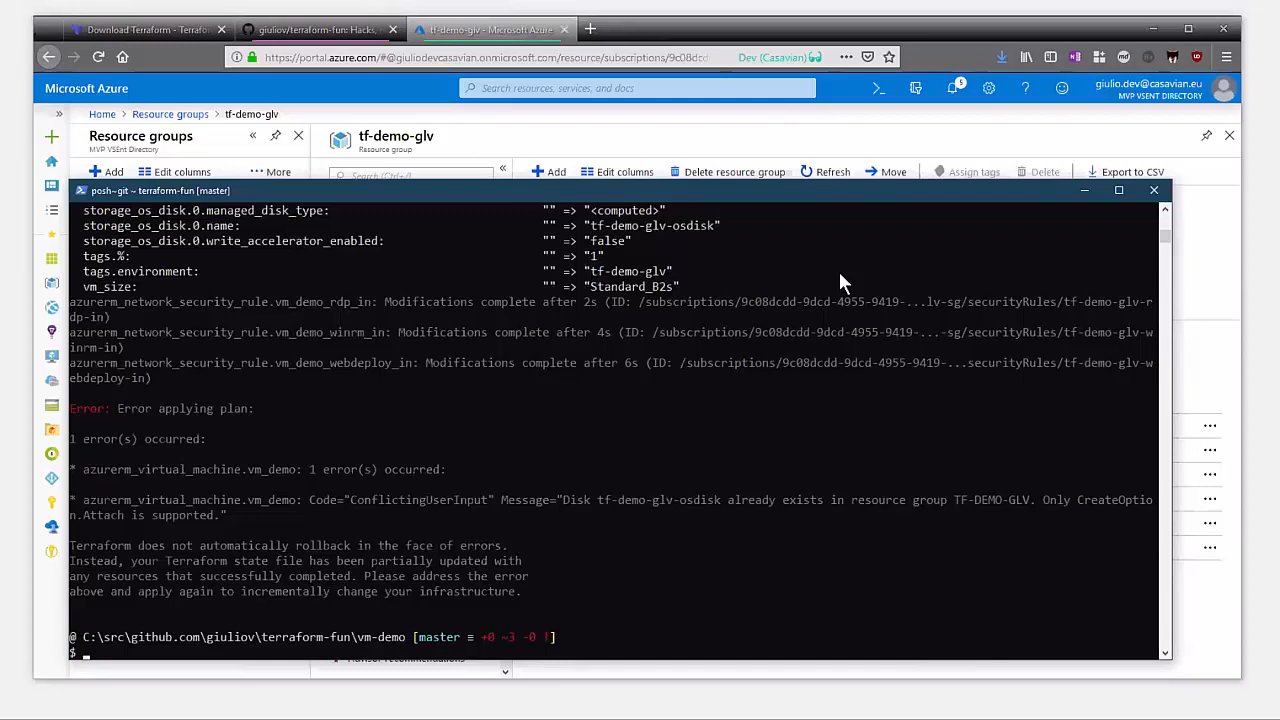 Download Terraform - Terrafo
giuliov/terraform-fun: Hacks,
tf-demo-glv - Microsoft Azure
https://portal.azure.com/#@giuliodevcasavian.onmicrosoft.com/resource/subscriptions/9c08dcd
Dev (Casavian)
Microsoft Azure
Search resources, services, and docs
5
giulio.dev@casavian.eu
MVP VSENT DIRECTORY
Home
Resource groups
tf-demo-glv
Resource groups
MVP VSEnt Directory
tf-demo-glv
Resource group
Add
Edit columns
More
Search (Ctrl+/)
Add
Edit columns
Delete resource group
Refresh
Move
Assign tags
Delete
Export to CSV
posh~git ~ terraform-fun [master]
storage_os_disk.0.managed_disk_type: "" => "<computed>"
storage_os_disk.0.name: "" => "tf-demo-glv-osdisk"
storage_os_disk.0.write_accelerator_enabled: "" => "false"
tags.%: "" => "1"
tags.environment: "" => "tf-demo-glv"
vm_size: "" => "Standard_B2s"
azurerm_network_security_rule.vm_demo_rdp_in: Modifications complete after 2s (ID: /subscriptions/9c08dcdd-9dcd-4955-9419-...lv-sg/securityRules/tf-demo-glv-r
dp-in)
azurerm_network_security_rule.vm_demo_winrm_in: Modifications complete after 4s (ID: /subscriptions/9c08dcdd-9dcd-4955-9419-...-sg/securityRules/tf-demo-glv-w
inrm-in)
azurerm_network_security_rule.vm_demo_webdeploy_in: Modifications complete after 6s (ID: /subscriptions/9c08dcdd-9dcd-4955-9419-...securityRules/tf-demo-glv-w
ebdeploy-in)
Error: Error applying plan:
1 error(s) occurred:
* azurerm_virtual_machine.vm_demo: 1 error(s) occurred:
* azurerm_virtual_machine.vm_demo: Code="ConflictingUserInput" Message="Disk tf-demo-glv-osdisk already exists in resource group TF-DEMO-GLV. Only CreateOptio
n.Attach is supported."
Terraform does not automatically rollback in the face of errors.
Instead, your Terraform state file has been partially updated with
any resources that successfully completed. Please address the error
above and apply again to incrementally change your infrastructure.
@ C:\src\github.com\giuliov\terraform-fun\vm-demo [master ≡ +0 ~3 -0 !]
$
Advisor recommendations